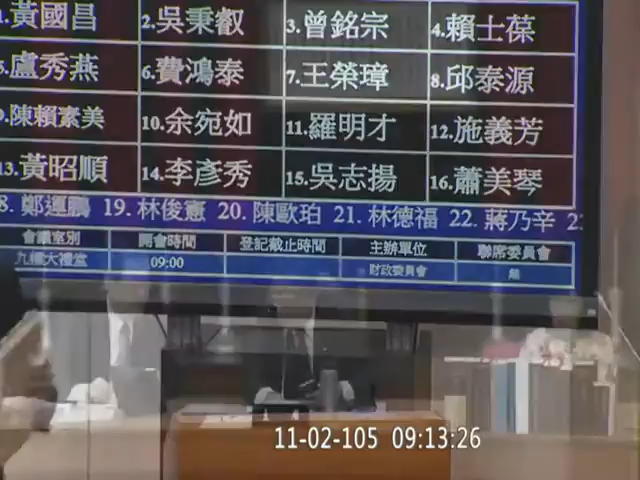 1.黃國昌 2.吳秉叡 3.曾銘宗 4.賴士葆
5.盧秀燕 6.費鴻泰 7.王榮璋 8.邱泰源
9.陳賴素美 10.余宛如 11.羅明才 12.施義芳
13.黃昭順 14.李彥秀 15.吳志揚 16.蕭美琴
8. 鄭運鵬 19. 林俊憲 20. 陳歐珀 21. 林德福 22. 蔣乃辛
會議室別 開會時間 登記截止時間 主辦單位 聯席委員會
九樓大禮堂 09:00 財政委員會 無
11-02-105 09:13:26